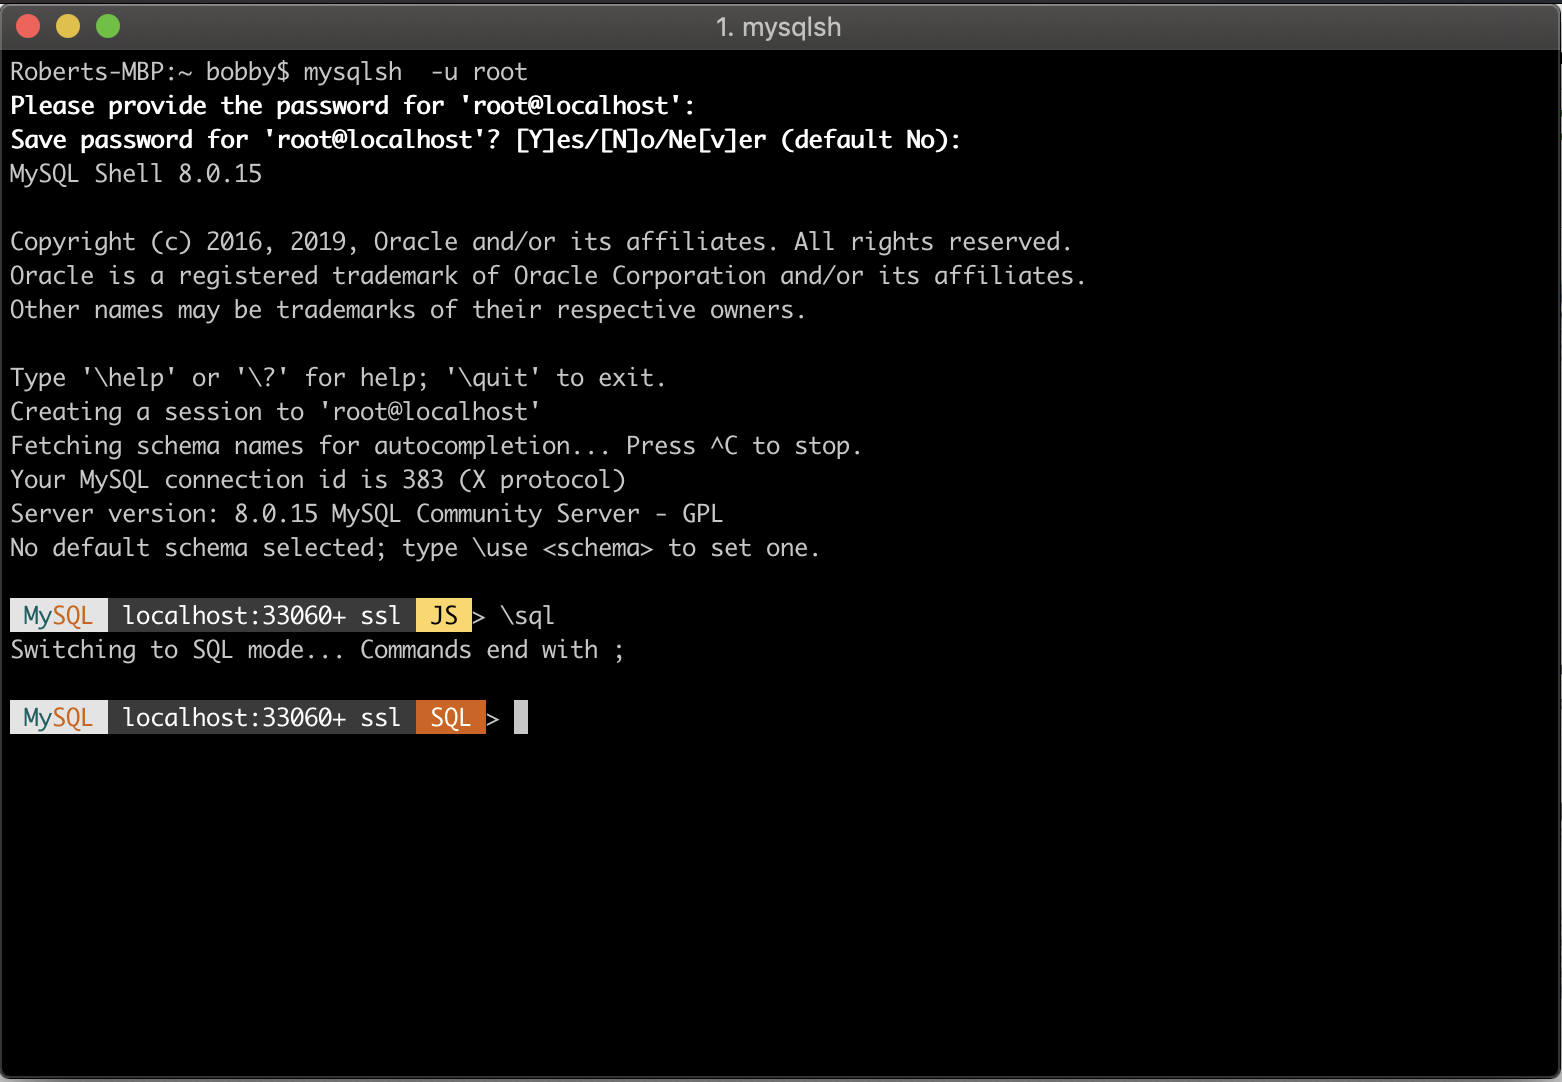 1. mysqlsh
Roberts-MBP:~ bobby$ mysqlsh  -u root
Please provide the password for 'root@localhost':
Save password for 'root@localhost'? [Y]es/[N]o/Ne[v]er (default No):
MySQL Shell 8.0.15
Copyright (c) 2016, 2019, Oracle and/or its affiliates. All rights reserved.
Oracle is a registered trademark of Oracle Corporation and/or its affiliates.
Other names may be trademarks of their respective owners.
Type '\help' or '\?' for help; '\quit' to exit.
Creating a session to 'root@localhost'
Fetching schema names for autocompletion... Press ^C to stop.
Your MySQL connection id is 383 (X protocol)
Server version: 8.0.15 MySQL Community Server - GPL
No default schema selected; type \use <schema> to set one.
MySQL localhost:33060+ ssl JS > \sql
Switching to SQL mode... Commands end with ;
MySQL localhost:33060+ ssl SQL >